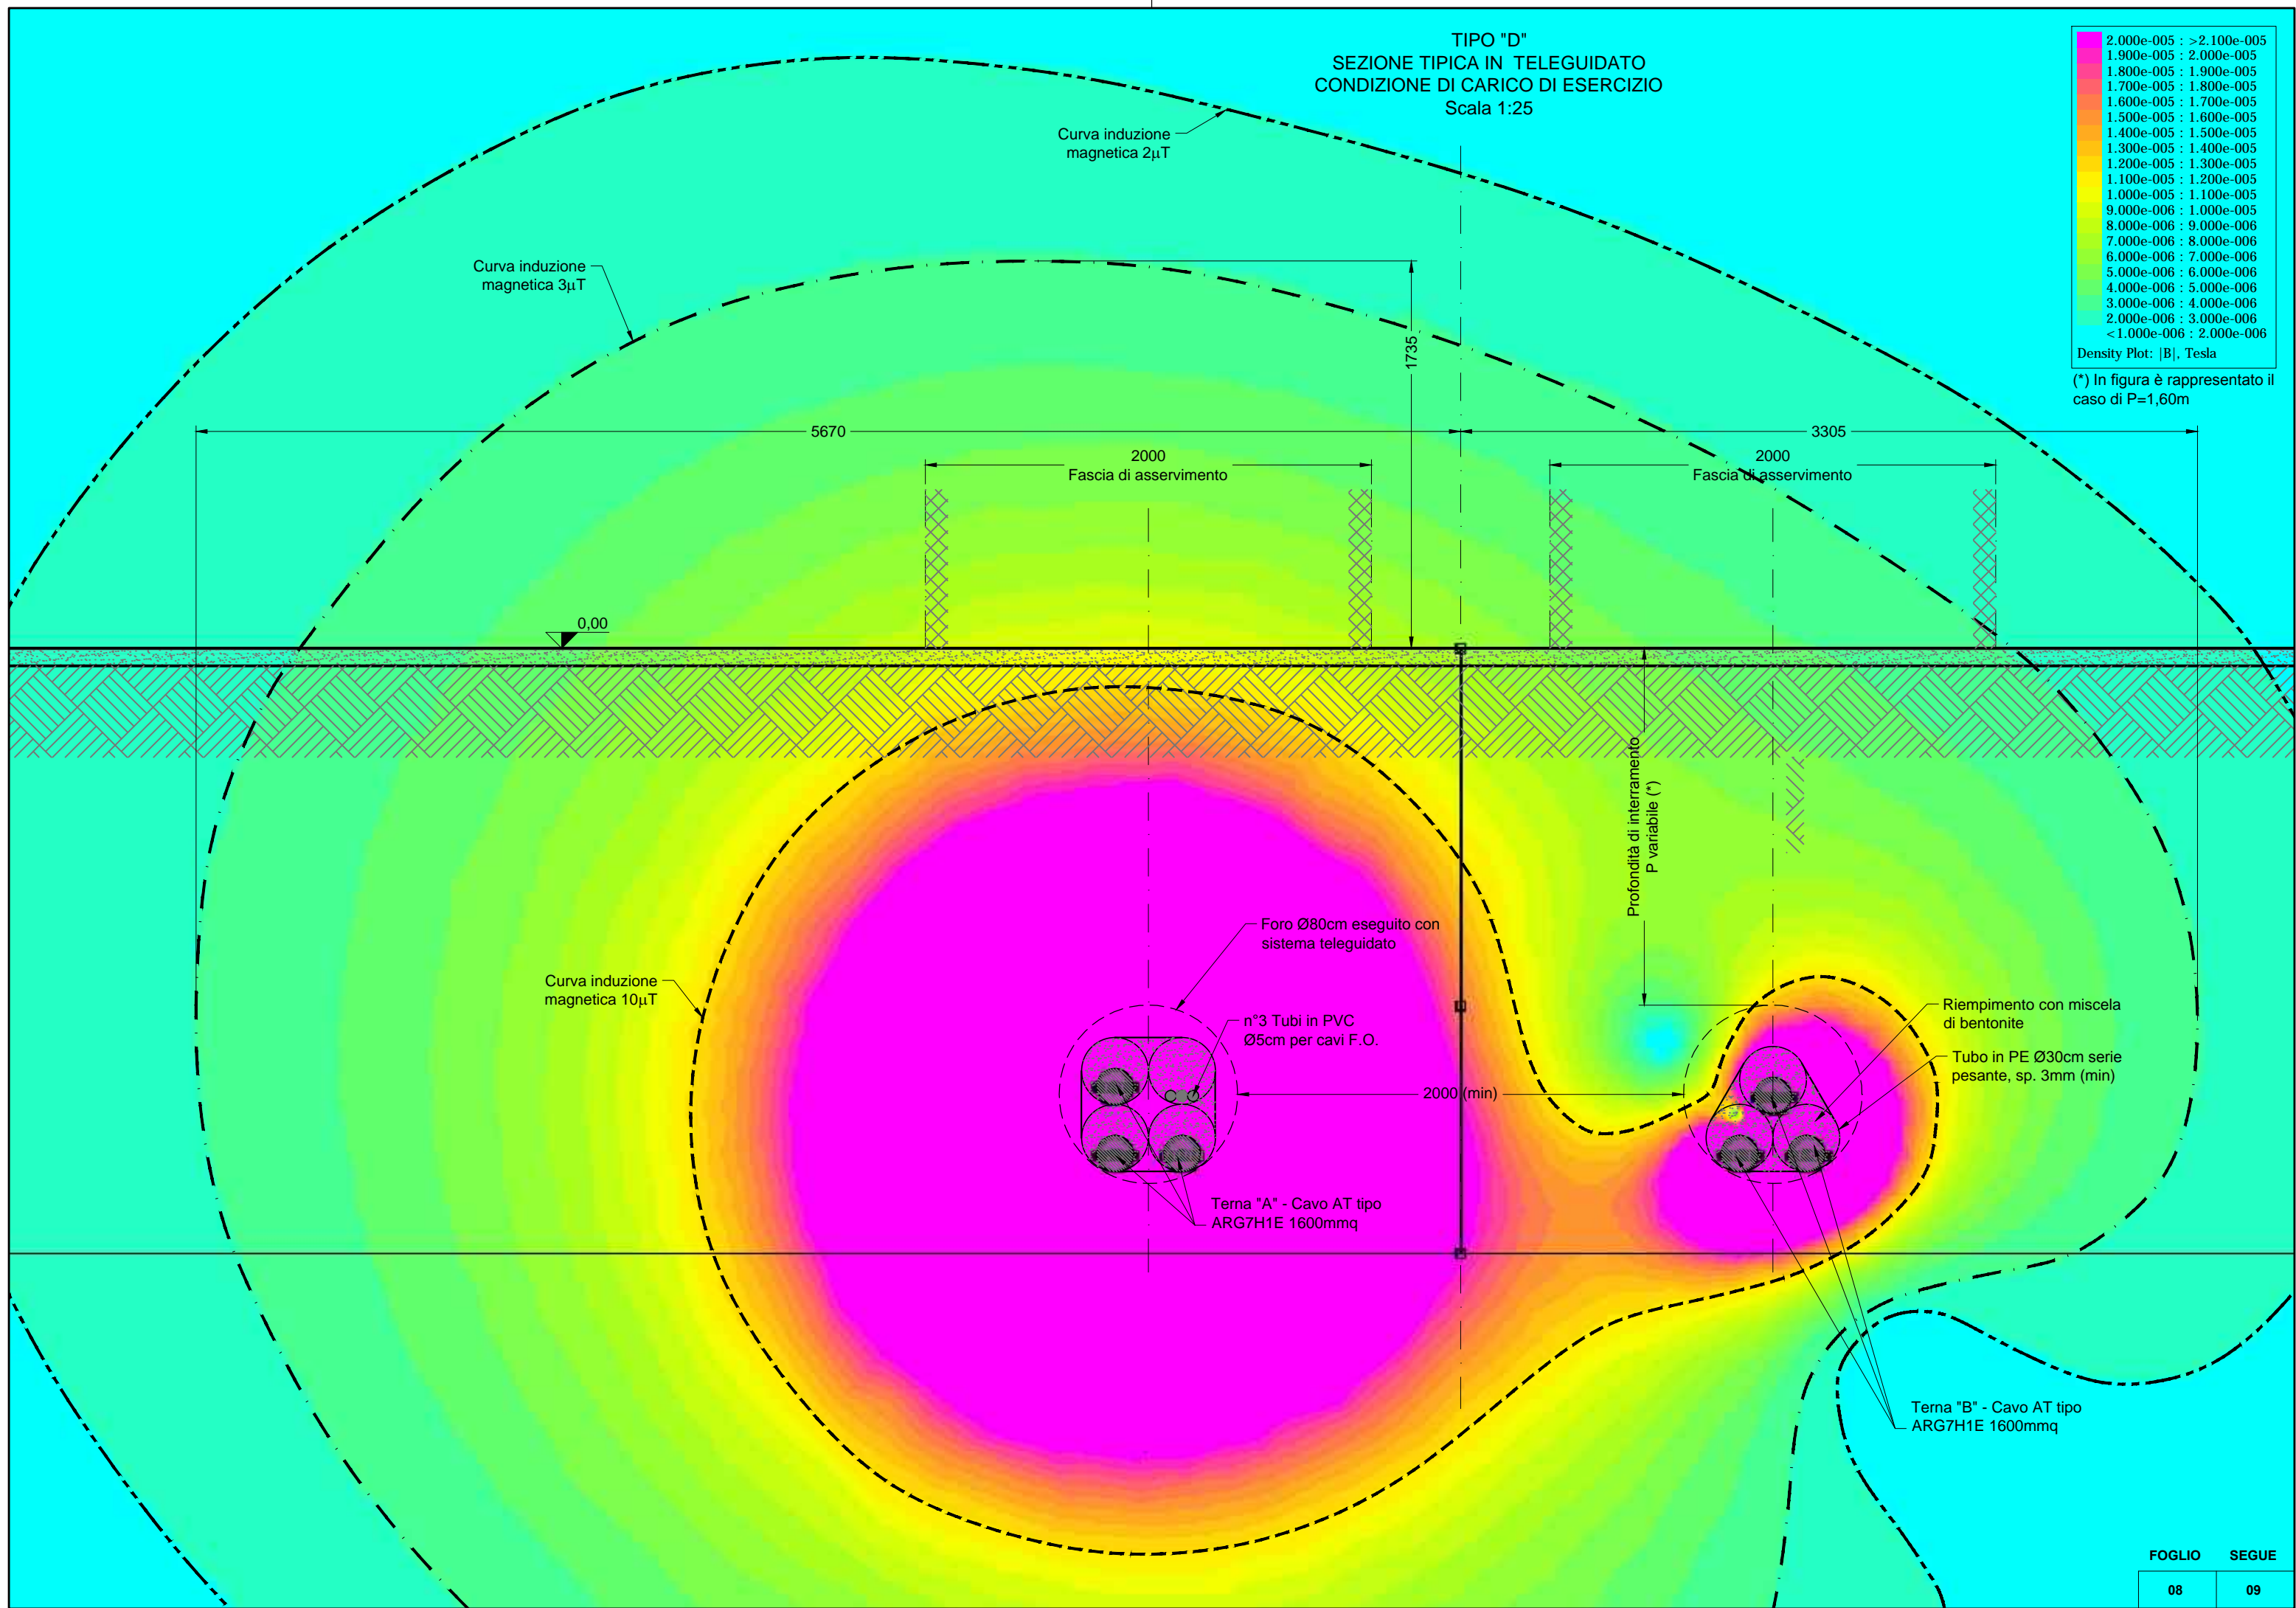 TIPO "D"
SEZIONE TIPICA IN TELEGUIDATO
CONDIZIONE DI CARICO DI ESERCIZIO
Scala 1:25
2.000e-005 : >2.100e-005
1.900e-005 : 2.000e-005
1.800e-005 : 1.900e-005
1.700e-005 : 1.800e-005
1.600e-005 : 1.700e-005
1.500e-005 : 1.600e-005
1.400e-005 : 1.500e-005
1.300e-005 : 1.400e-005
1.200e-005 : 1.300e-005
1.100e-005 : 1.200e-005
1.000e-005 : 1.100e-005
9.000e-006 : 1.000e-005
8.000e-006 : 9.000e-006
7.000e-006 : 8.000e-006
6.000e-006 : 7.000e-006
5.000e-006 : 6.000e-006
4.000e-006 : 5.000e-006
3.000e-006 : 4.000e-006
2.000e-006 : 3.000e-006
<1.000e-006 : 2.000e-006
Density Plot: |B|, Tesla
(*) In figura è rappresentato il
caso di P=1,60m
Curva induzione
magnetica 2µT
Curva induzione
magnetica 3µT
1735
5670
3305
2000
Fascia di asservimento
2000
Fascia di asservimento
0,00
Profondità di interramento
P variabile (*)
Foro Ø80cm eseguito con
sistema teleguidato
Curva induzione
magnetica 10µT
n°3 Tubi in PVC
Ø5cm per cavi F.O.
Riempimento con miscela
di bentonite
Tubo in PE Ø30cm serie
pesante, sp. 3mm (min)
2000 (min)
Terna "A" - Cavo AT tipo
ARG7H1E 1600mmq
Terna "B" - Cavo AT tipo
ARG7H1E 1600mmq
FOGLIO SEGUE
08 09